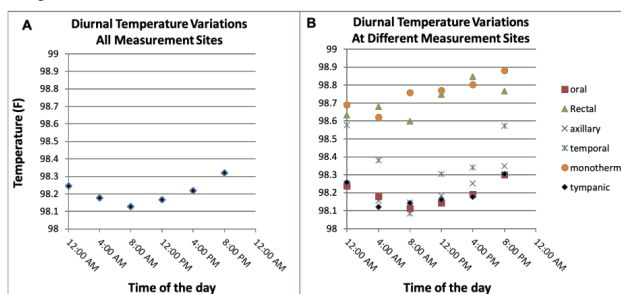 A
Diurnal Temperature Variations
All Measurement Sites
99
98.9
98.8
98.7
98.6
98.5
98.4
98.3
98.2
98.1
98
Temperature (F)
12:00 AM
4:00 AM
8:00 AM
12:00 PM
4:00 PM
8:00 PM
12:00 AM
Time of the day
B
Diurnal Temperature Variations
At Different Measurement Sites
99
98.9
98.8
98.7
98.6
98.5
98.4
98.3
98.2
98.1
98
12:00 AM
4:00 AM
8:00 AM
12:00 PM
4:00 PM
8:00 PM
12:00 AM
Time of the day
oral
Rectal
axillary
temporal
monotherm
tympanic